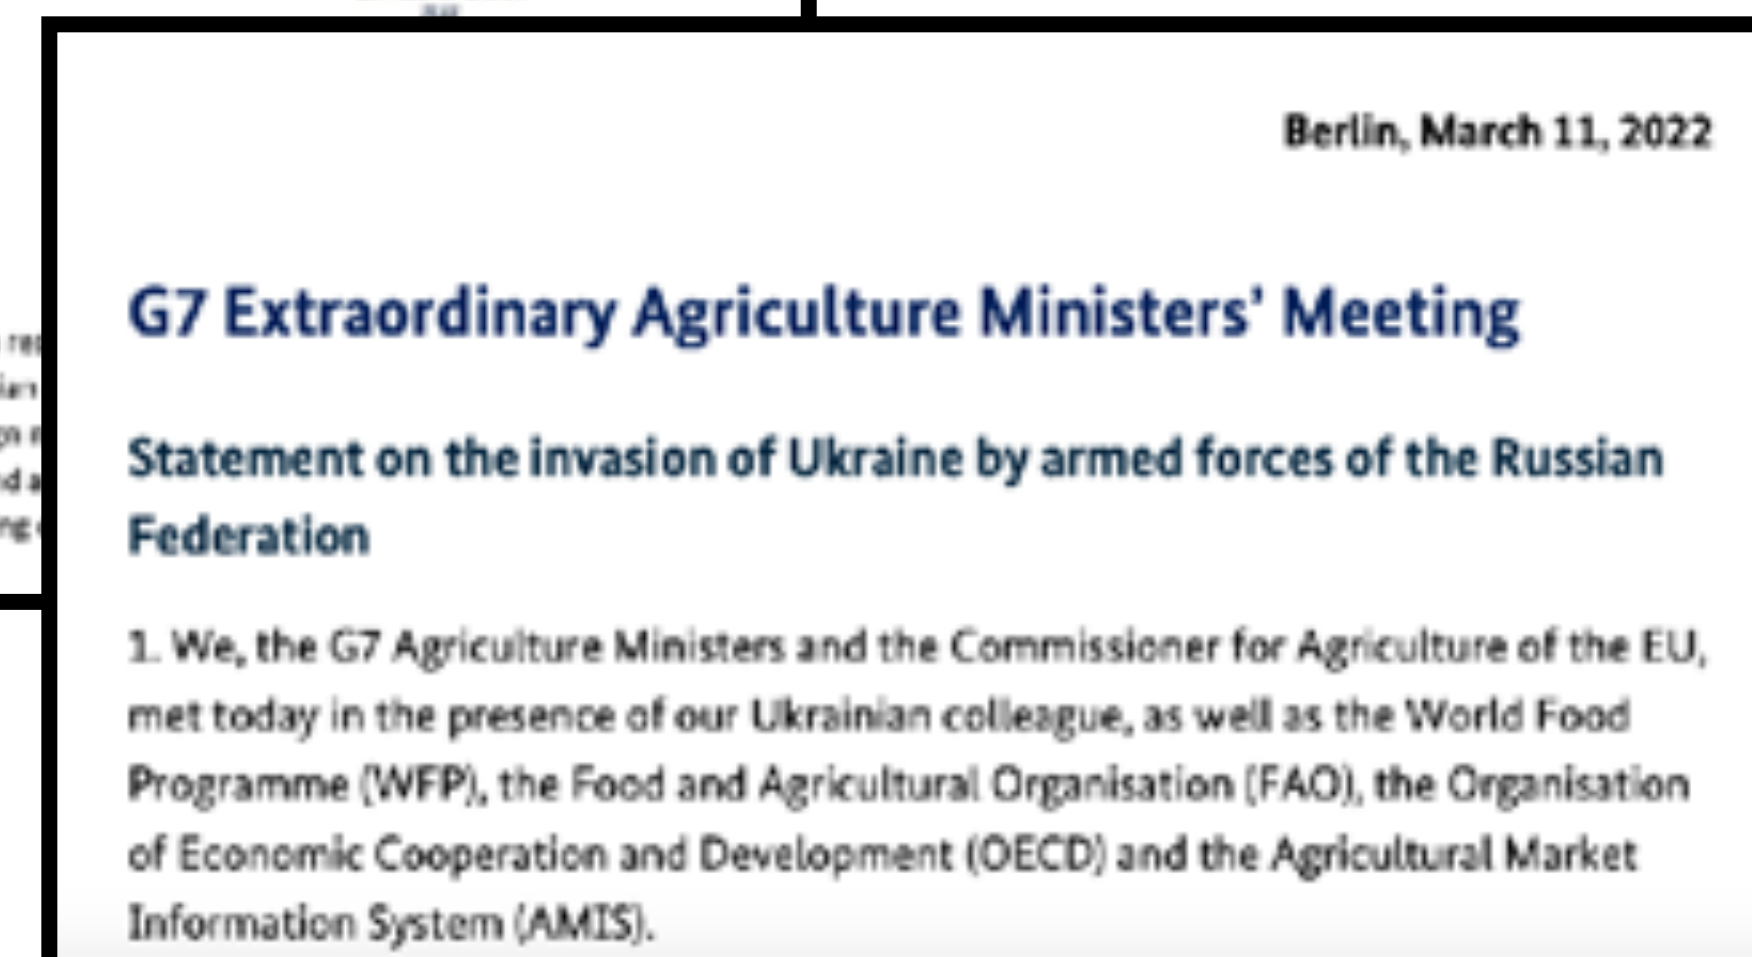 Berlin, March 11, 2022
G7 Extraordinary Agriculture Ministers' Meeting
Statement on the invasion of Ukraine by armed forces of the Russian
Federation
1. We, the G7 Agriculture Ministers and the Commissioner for Agriculture of the EU,
met today in the presence of our Ukrainian colleague, as well as the World Food
Programme (WFP), the Food and Agricultural Organisation (FAO), the Organisation
of Economic Cooperation and Development (OECD) and the Agricultural Market
Information System (AMIS).